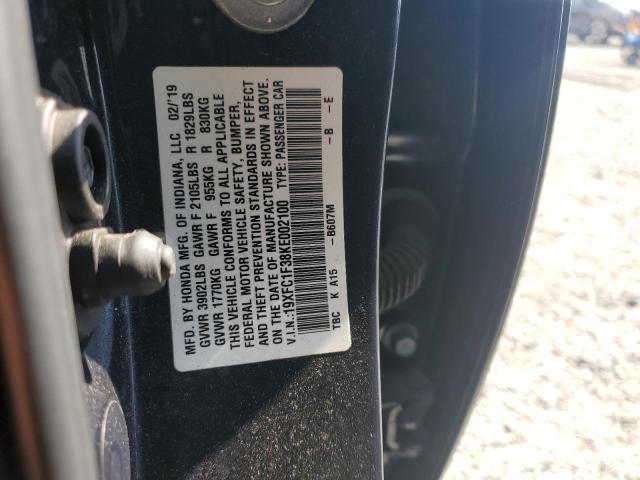 MFD. BY HONDA MFG. OF INDIANA, LLC 02/'19
GVWR 3902LBS GAWR F 2105LBS R 1829LBS
GVWR 1770KG GAWR F 955KG R 830KG
THIS VEHICLE CONFORMS TO ALL APPLICABLE
FEDERAL MOTOR VEHICLE SAFETY, BUMPER,
AND THEFT PREVENTION STANDARDS IN EFFECT
ON THE DATE OF MANUFACTURE SHOWN ABOVE.
V.I.N.:19XFC1F38KE002100 TYPE: PASSENGER CAR
TBC K A15 -B607M -B -E